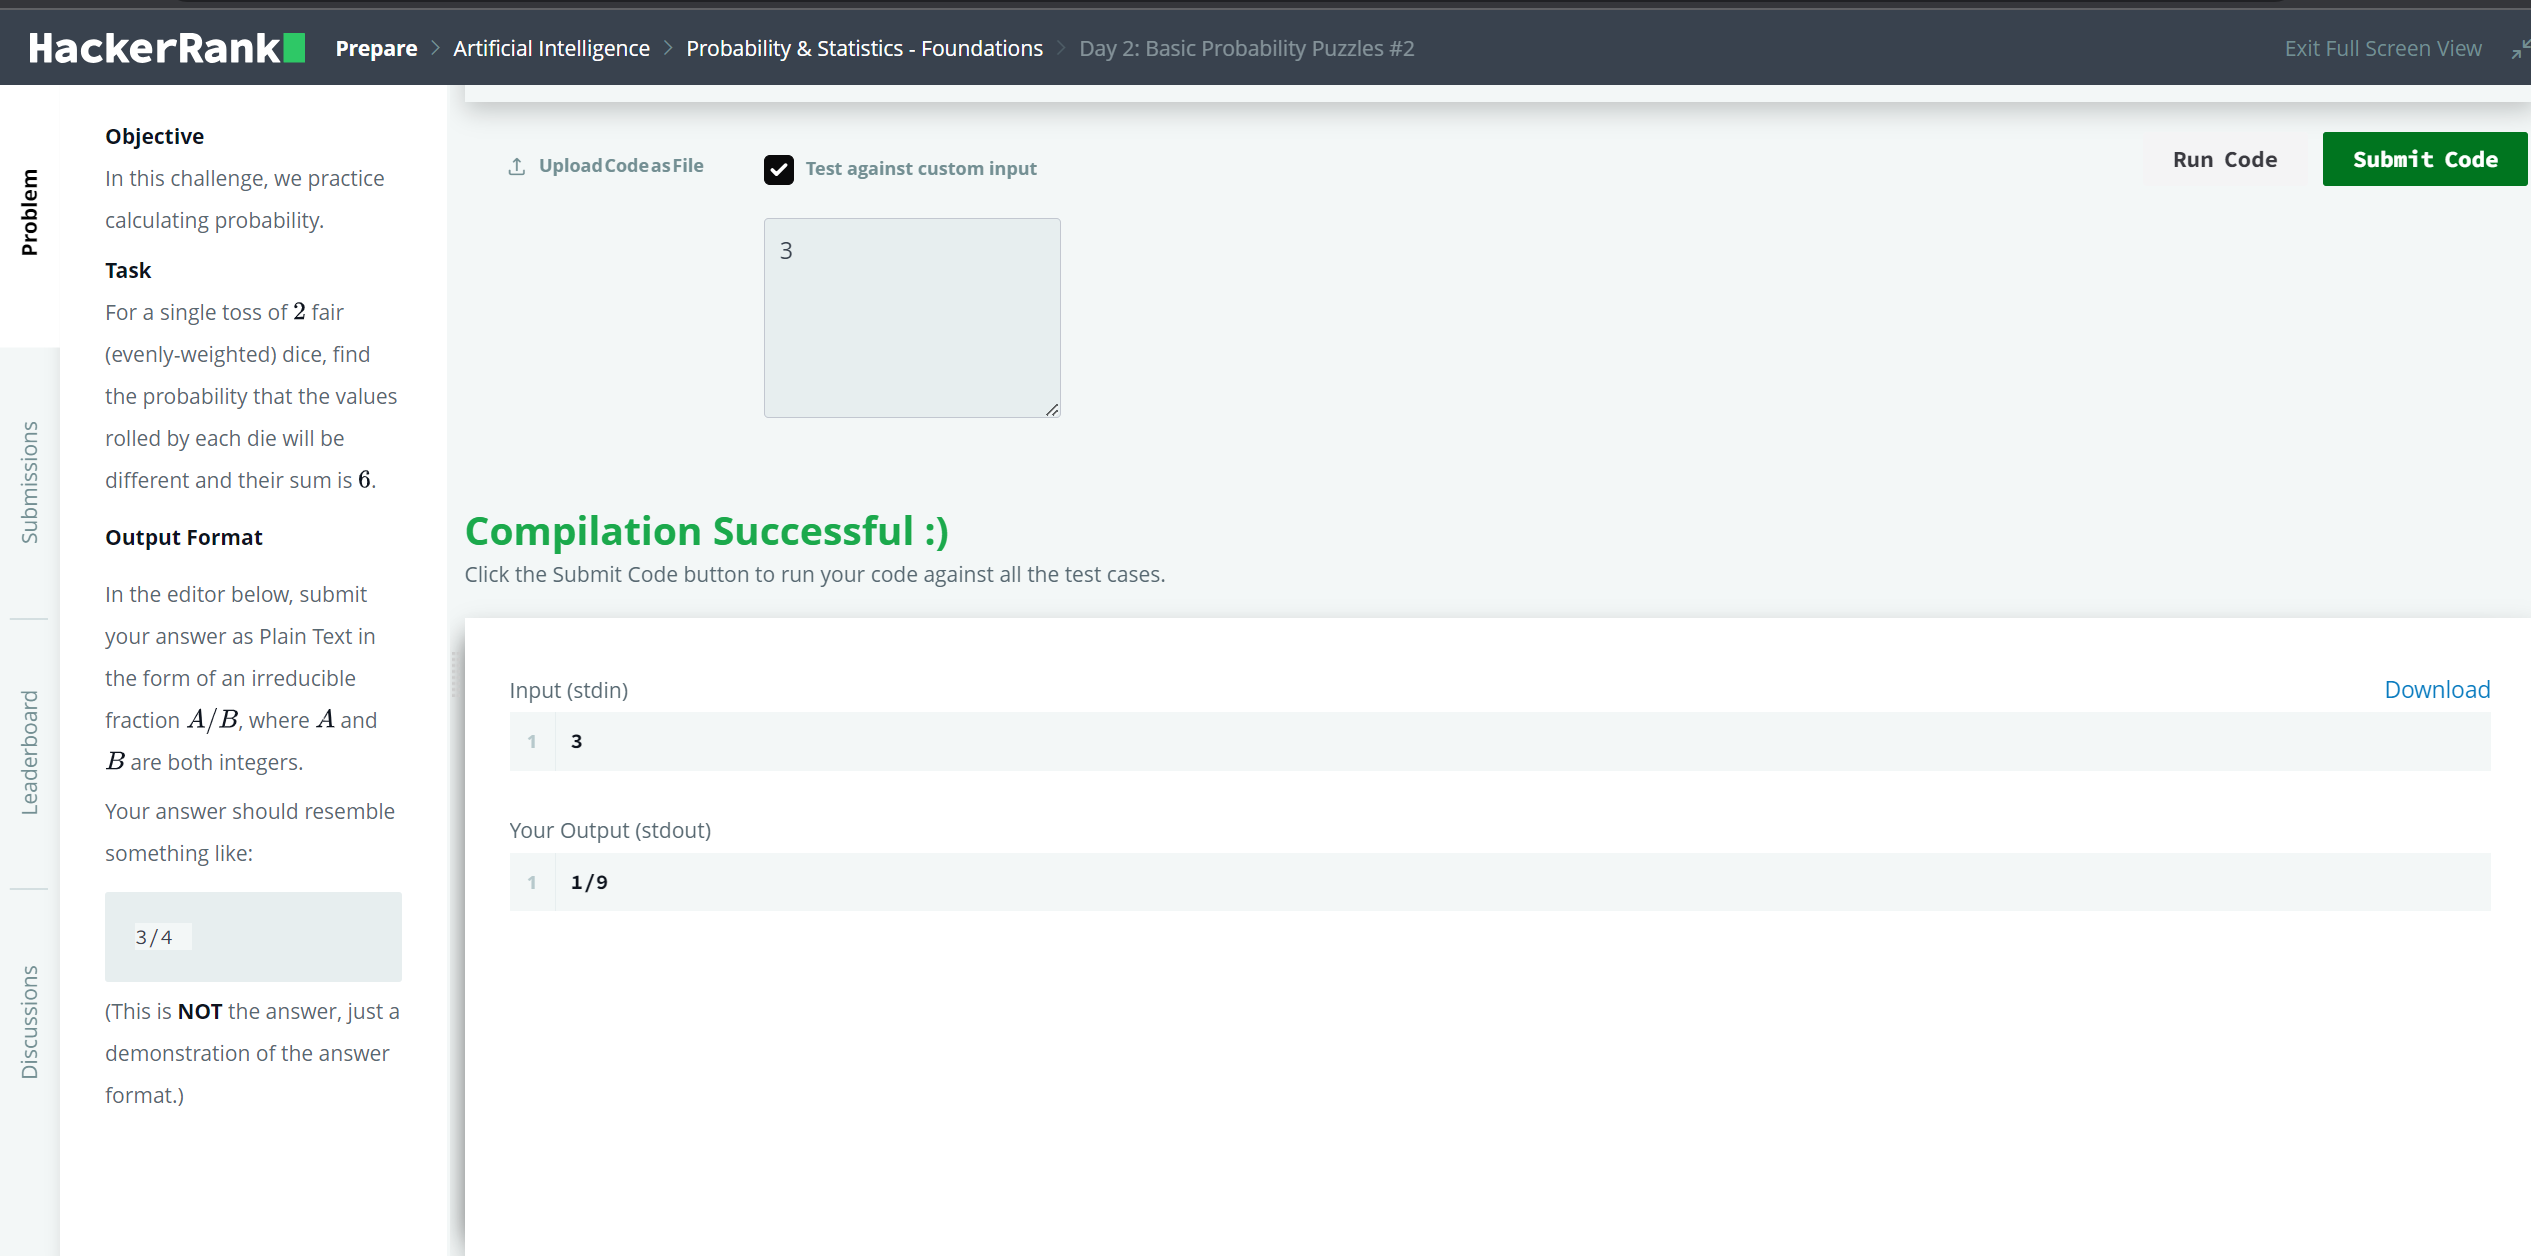 HackerRank
Prepare > Artificial Intelligence > Probability & Statistics - Foundations > Day 2: Basic Probability Puzzles #2
Exit Full Screen View
Problem
Submissions
Leaderboard
Discussions
Objective
In this challenge, we practice
calculating probability.
Task
For a single toss of 2 fair
(evenly-weighted) dice, find
the probability that the values
rolled by each die will be
different and their sum is 6.
Output Format
In the editor below, submit
your answer as Plain Text in
the form of an irreducible
fraction A/B, where A and
B are both integers.
Your answer should resemble
something like:
3/4
(This is NOT the answer, just a
demonstration of the answer
format.)
Upload Code as File
Test against custom input
Run Code
Submit Code
3
Compilation Successful :)
Click the Submit Code button to run your code against all the test cases.
Input (stdin)
Download
1 3
Your Output (stdout)
1 1/9